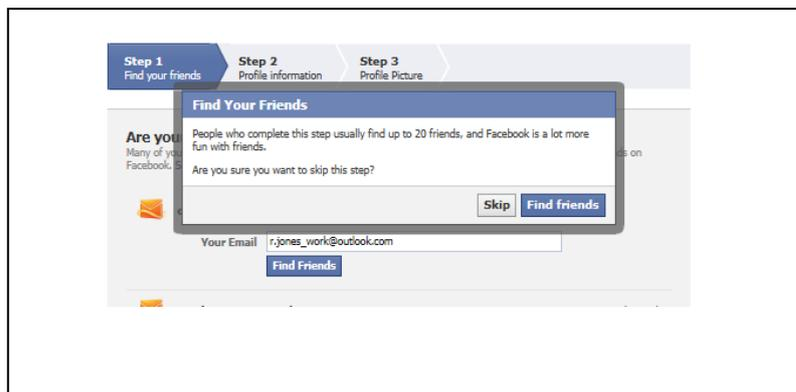 Step 1
Find your friends
Step 2
Profile information
Step 3
Profile Picture
Find Your Friends
People who complete this step usually find up to 20 friends, and Facebook is a lot more
fun with friends.
Are you sure you want to skip this step?
Skip
Find friends
Are you
Many of
on
Facebook.
Your Email
r.jones_work@outlook.com
Find Friends